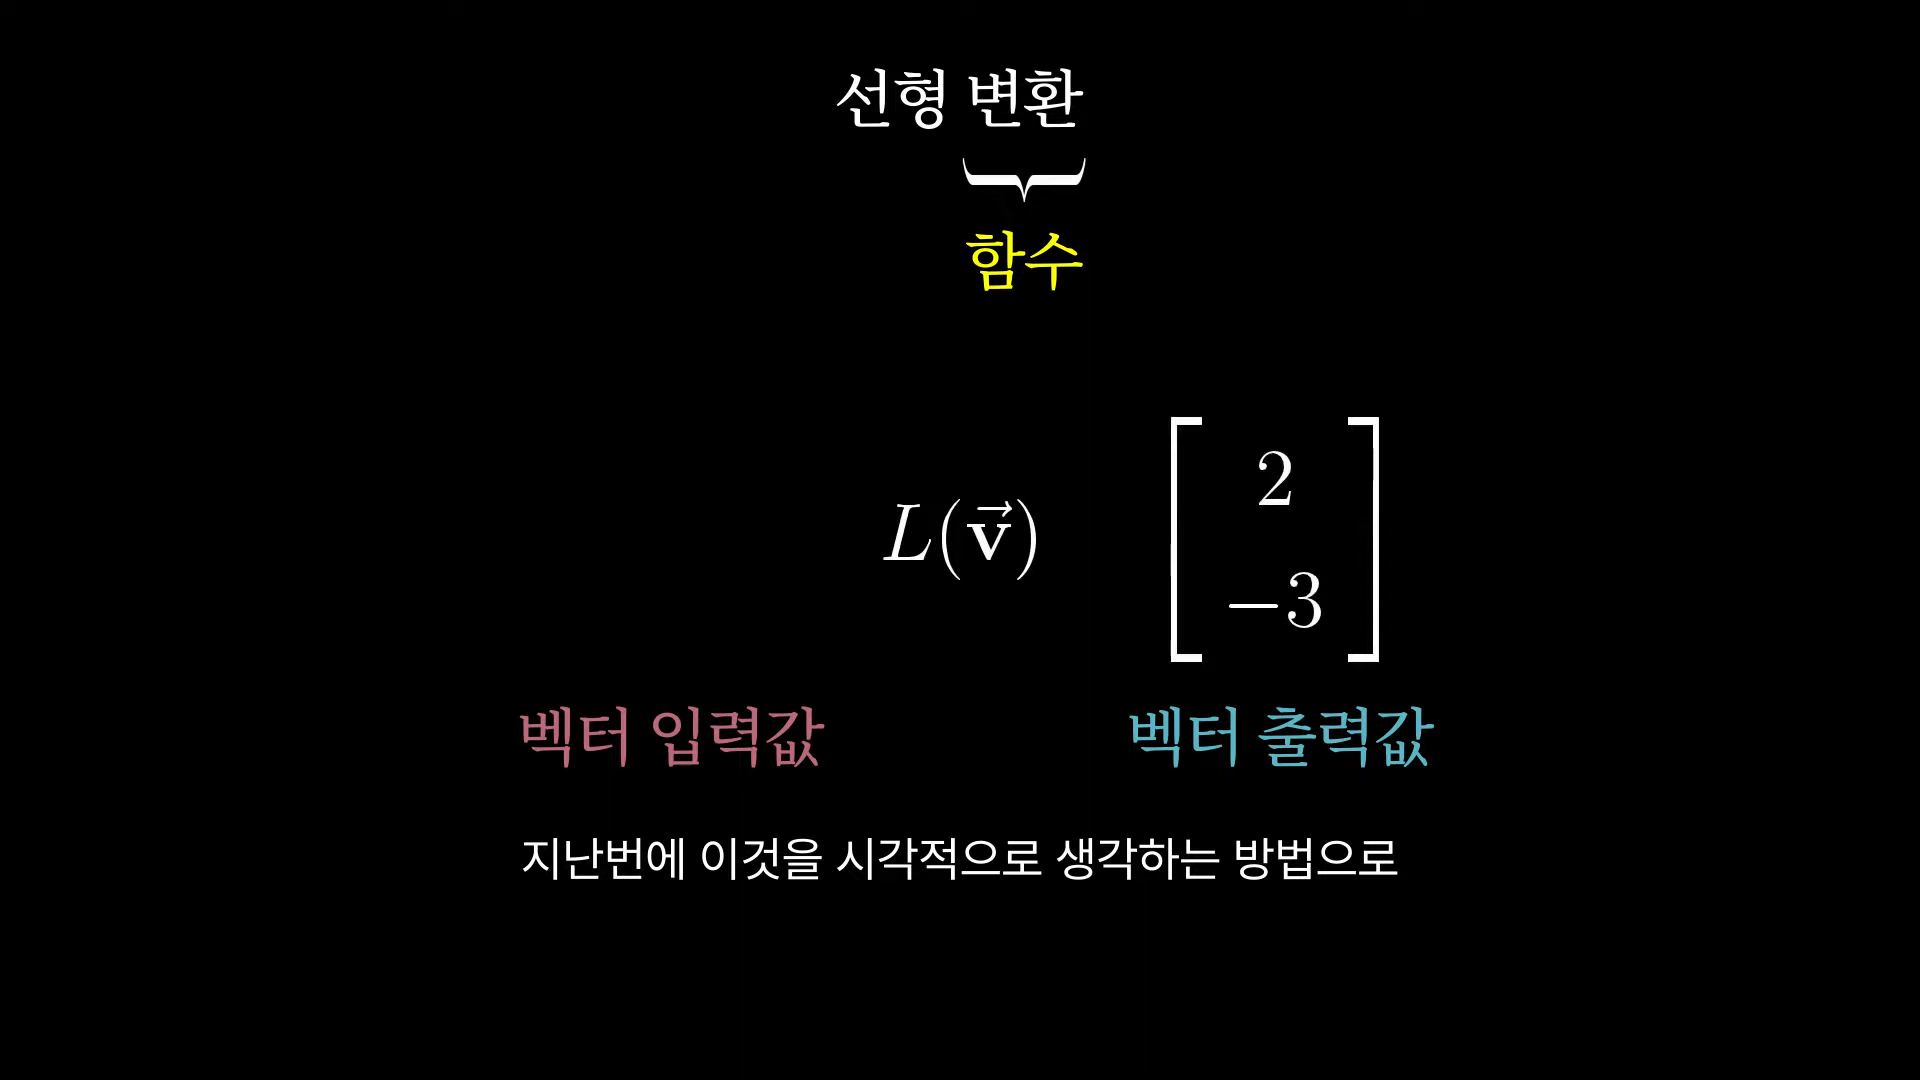 선형 변환
함수
L(v⃗)
2
−3
벡터 입력값 벡터 출력값
지난번에 이것을 시각적으로 생각하는 방법으로